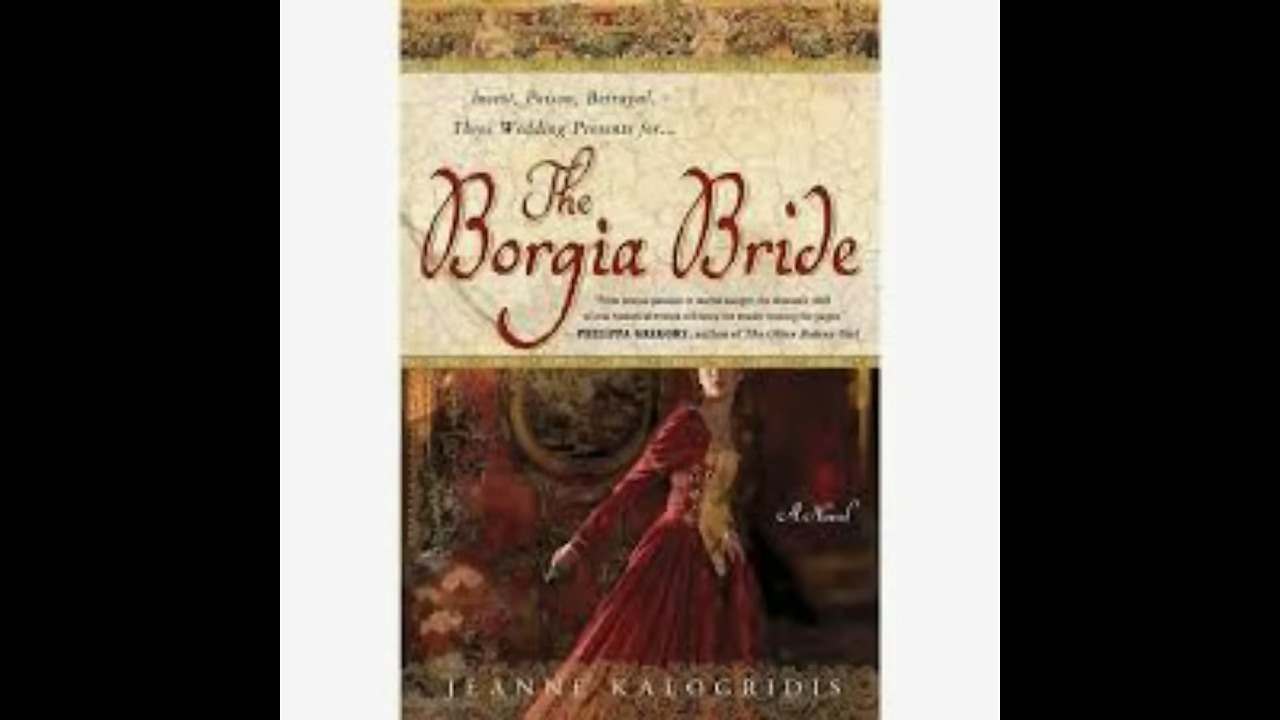 Incest, Poison, Betrayal.
Three Wedding Presents for...
The
Borgia Bride
PHILIPPA GREGORY, author of The Other Boleyn Girl
A Novel
JEANNE KALOGRIDIS